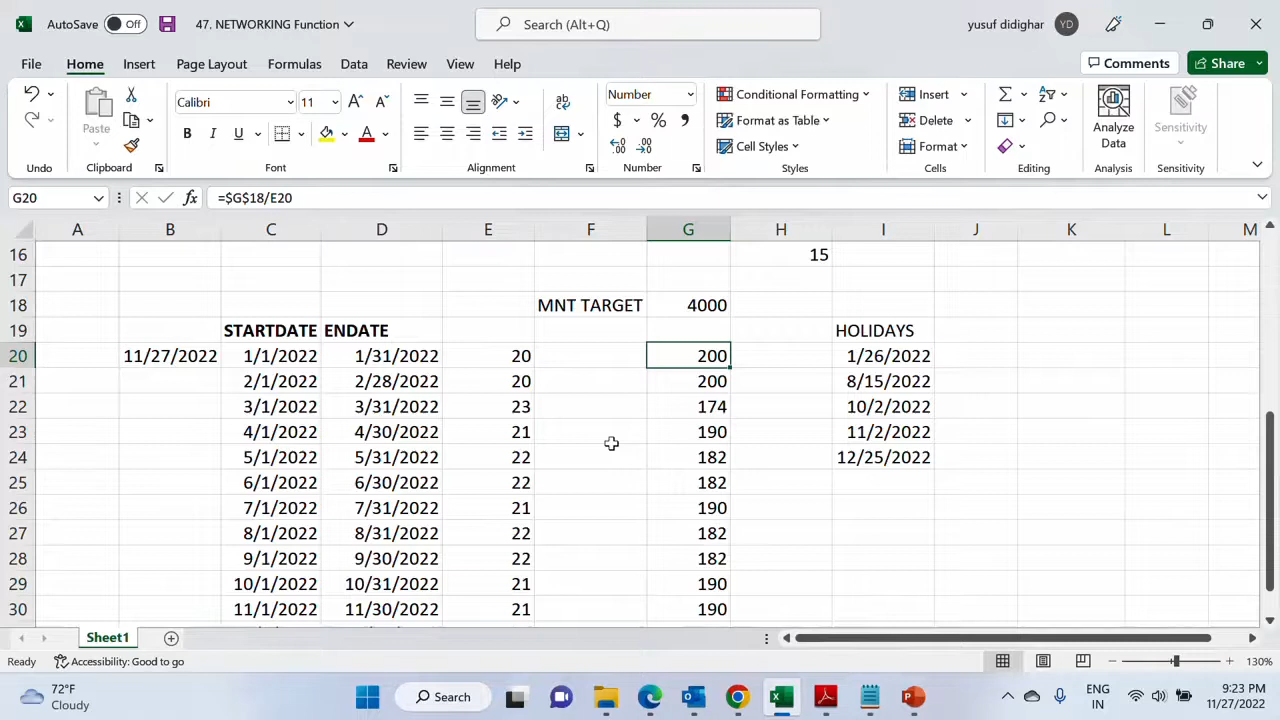 AutoSave Off 47. NETWORKING Function Search (Alt+Q) yusuf didighar YD
File Home Insert Page Layout Formulas Data Review View Help Comments Share
Paste Calibri 11 A A Number Conditional Formatting Insert Analyze Data Sensitivity
B I U A $ % , Format as Table Delete
Cell Styles Format
Undo Clipboard Font Alignment Number Styles Cells Editing Analysis Sensitivity
G20 fx =$G$18/E20
A B C D E F G H I J K L M
16 15
17
18 MNT TARGET 4000
19 STARTDATE ENDATE HOLIDAYS
20 11/27/2022 1/1/2022 1/31/2022 20 200 1/26/2022
21 2/1/2022 2/28/2022 20 200 8/15/2022
22 3/1/2022 3/31/2022 23 174 10/2/2022
23 4/1/2022 4/30/2022 21 190 11/2/2022
24 5/1/2022 5/31/2022 22 182 12/25/2022
25 6/1/2022 6/30/2022 22 182
26 7/1/2022 7/31/2022 21 190
27 8/1/2022 8/31/2022 22 182
28 9/1/2022 9/30/2022 22 182
29 10/1/2022 10/31/2022 21 190
30 11/1/2022 11/30/2022 21 190
Sheet1
Ready Accessibility: Good to go 130%
72°F Cloudy Search ENG IN 9:23 PM 11/27/2022